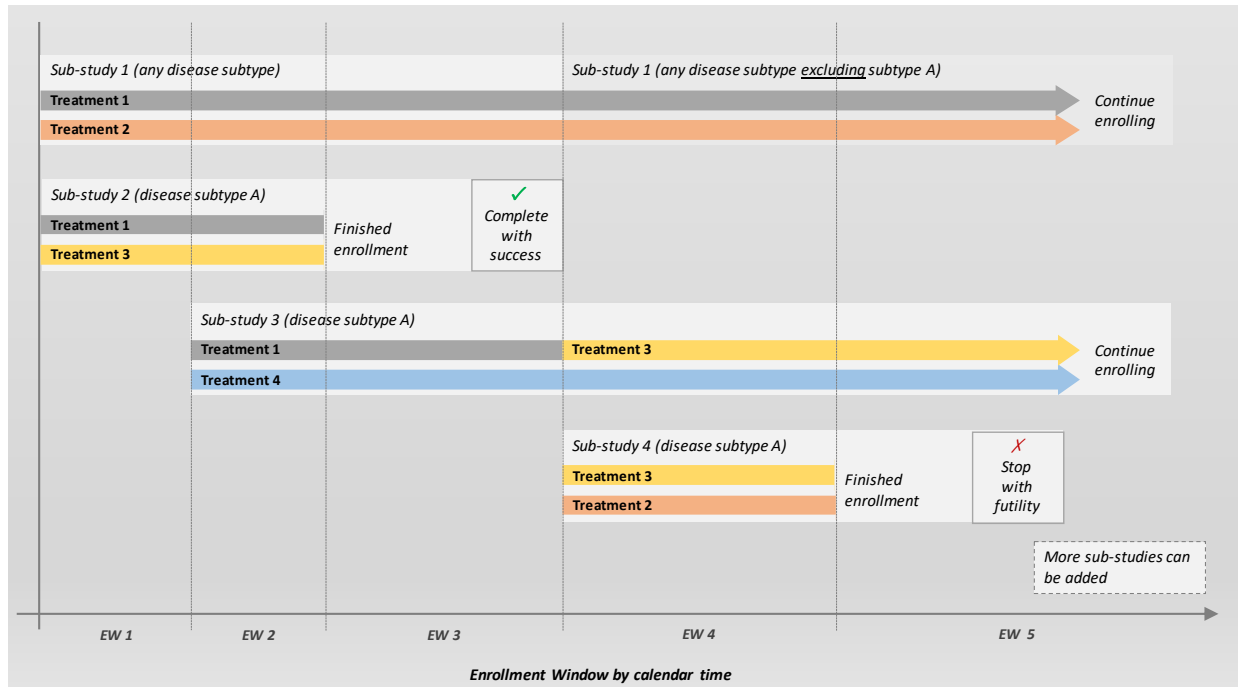 Sub-study 1 (any disease subtype)
Sub-study 1 (any disease subtype excluding subtype A)
Treatment 1
Treatment 2
Continue
enrolling
Sub-study 2 (disease subtype A)
Treatment 1
Treatment 3
Finished
enrollment
✓
Complete
with
success
Sub-study 3 (disease subtype A)
Treatment 1
Treatment 3
Treatment 4
Continue
enrolling
Sub-study 4 (disease subtype A)
Treatment 3
Treatment 2
Finished
enrollment
✗
Stop
with
futility
More sub-studies can
be added
EW 1
EW 2
EW 3
EW 4
EW 5
Enrollment Window by calendar time